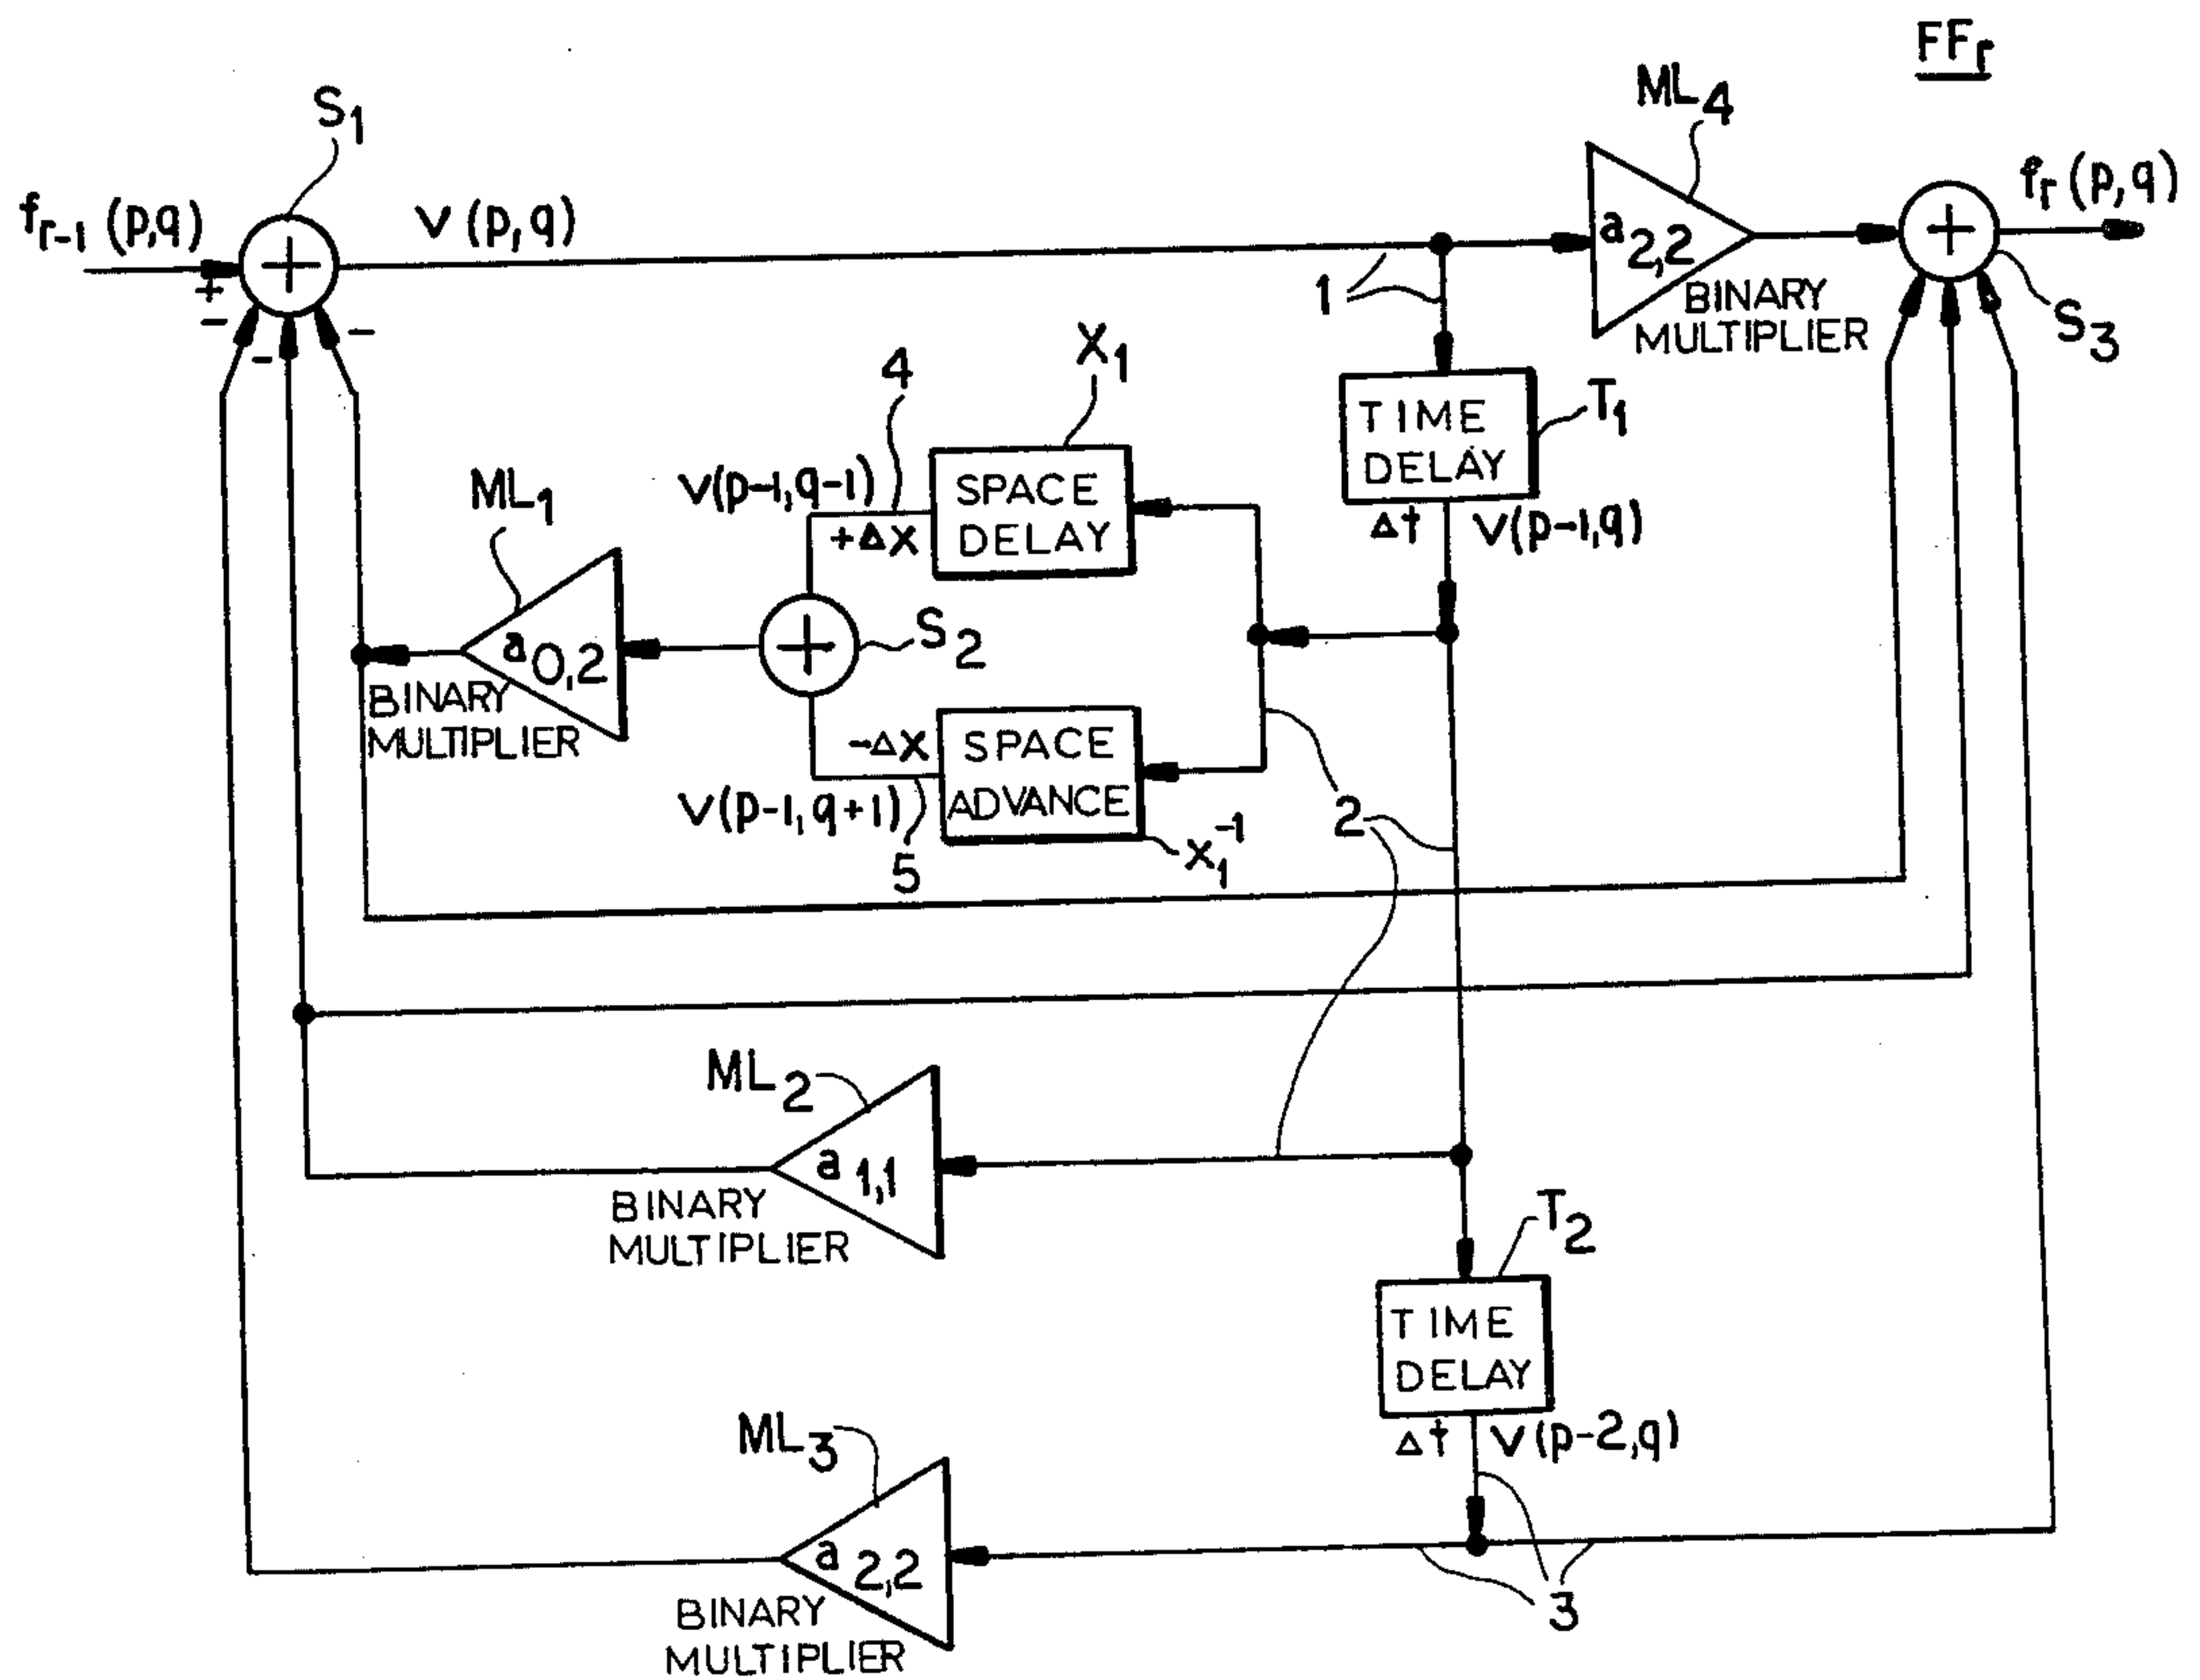 FFr
S1
ML4
fr-1 (p,q)
+
-
-
-
+
v (p,q)
1
a2,2
BINARY
MULTIPLIER
+
fr (p,q)
S3
X1
4
TIME
DELAY
T1
Δt
v(p-1,q)
ML1
v(p-1,q-1)
+Δx
SPACE
DELAY
a0,2
BINARY
MULTIPLIER
+
S2
-Δx
v(p-1,q+1)
5
SPACE
ADVANCE
x1-1
2
ML2
a1,1
BINARY
MULTIPLIER
T2
TIME
DELAY
Δt
v(p-2,q)
ML3
a2,2
BINARY
MULTIPLIER
3